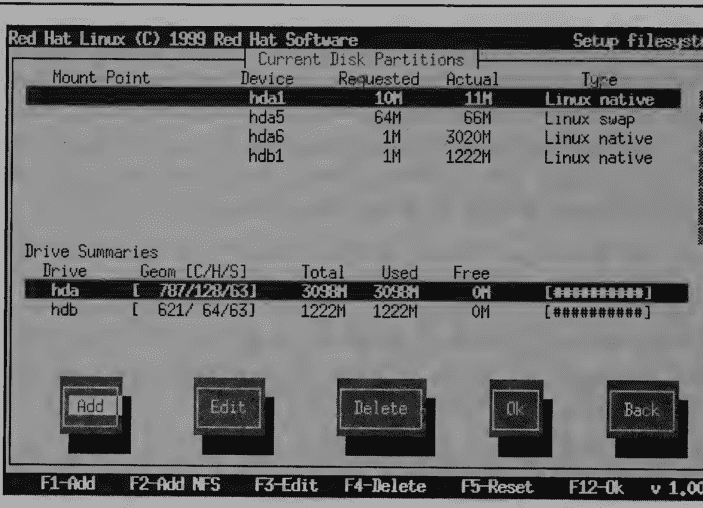 Red Hat Linux (C) 1999 Red Hat Software Setup filesyst
Current Disk Partitions
Mount Point Device Requested Actual Type
hda1 10M 11M Linux native
hda5 64M 66M Linux swap
hda6 1M 3020M Linux native
hdb1 1M 1222M Linux native
Drive Summaries
Drive Geom [C/H/S] Total Used Free
hda [ 787/128/63] 3098M 3098M 0M [##########]
hdb [ 621/ 64/63] 1222M 1222M 0M [##########]
Add Edit Delete Ok Back
F1-Add F2-Add NFS F3-Edit F4-Delete F5-Reset F12-Ok v 1.00